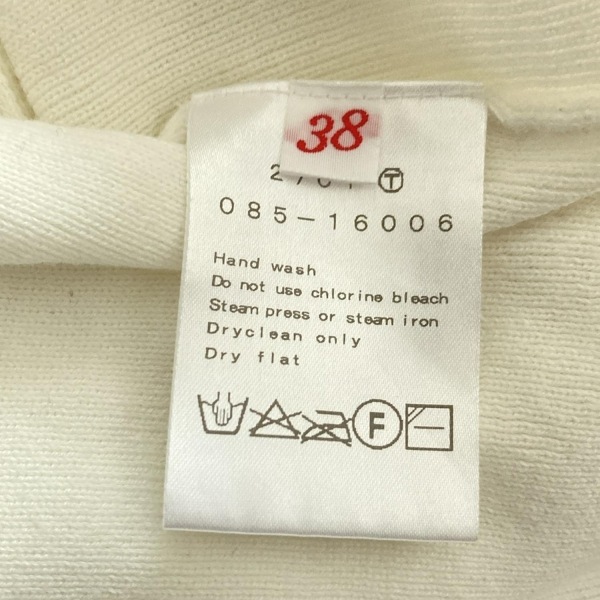 38
Ⓣ
085-16006
Hand wash
Do not use chlorine bleach
Steam press or steam iron
Dryclean only
Dry flat
F